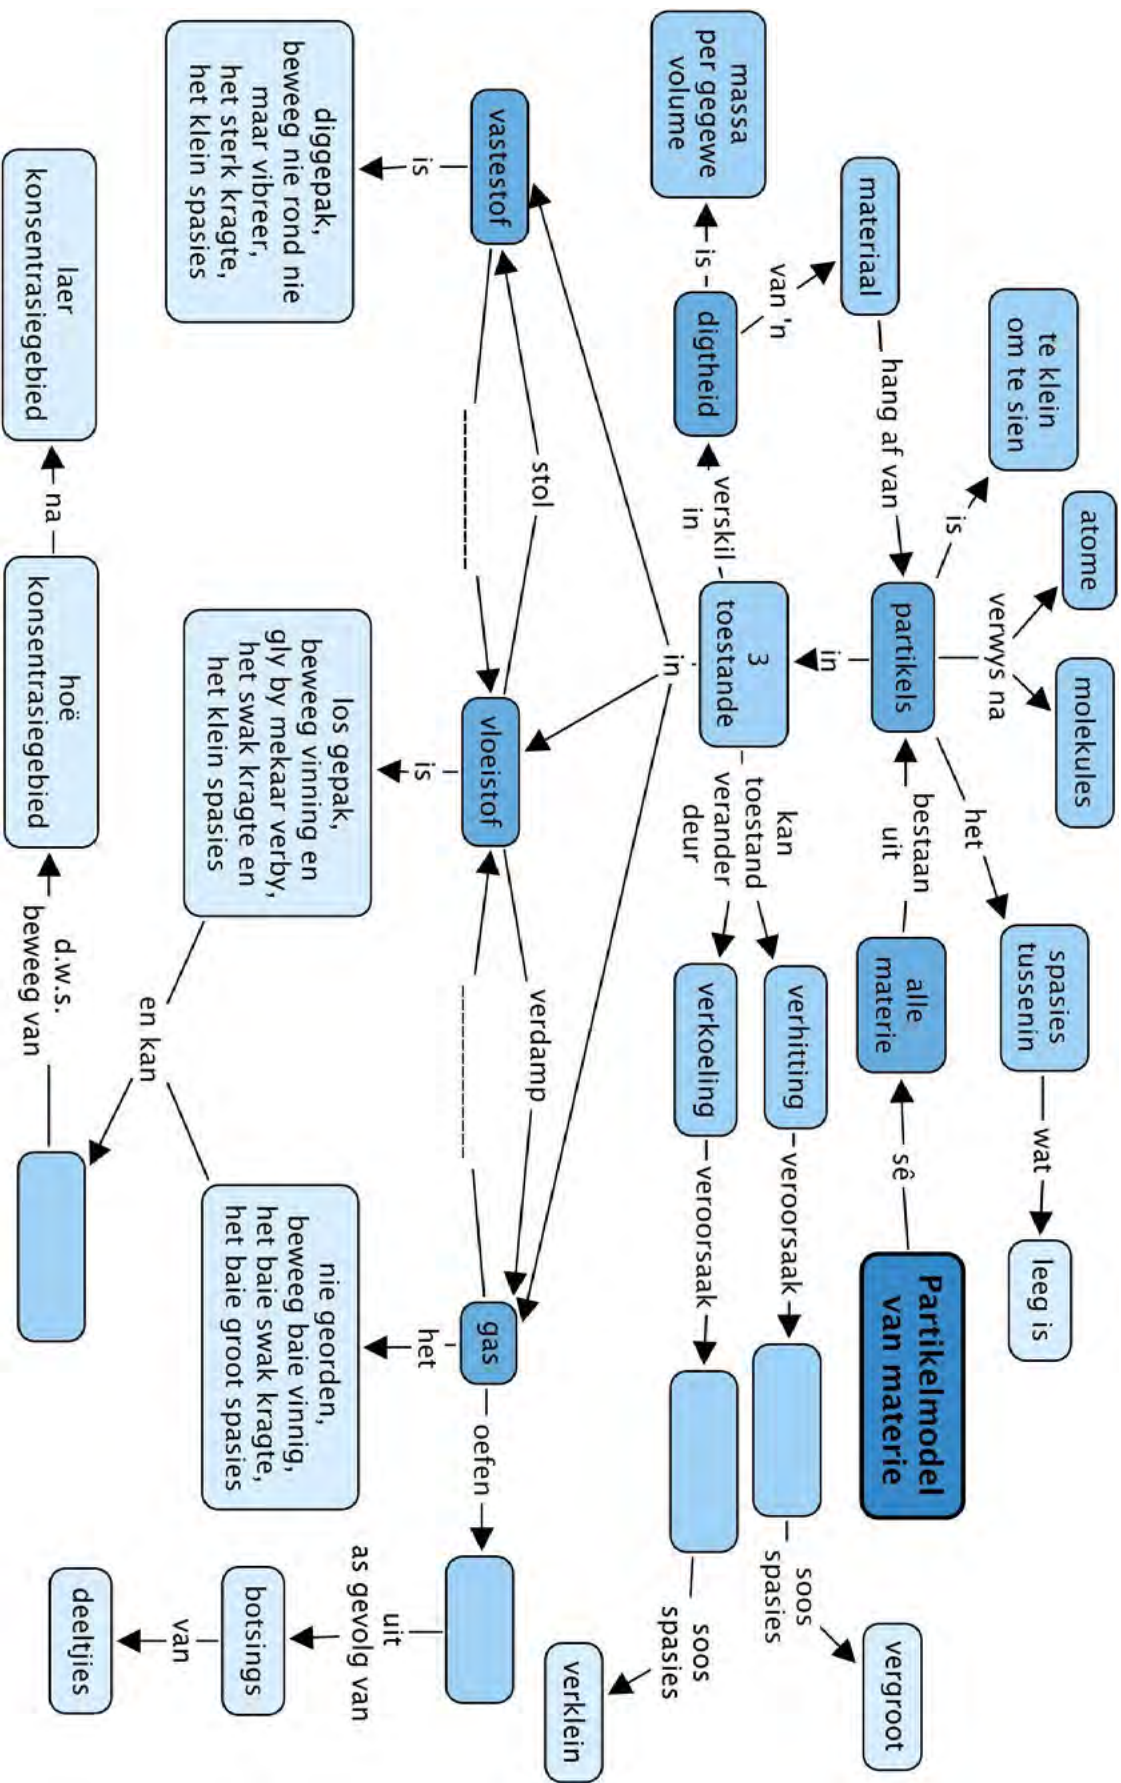 Partikelmodel
van materie
sê
alle
materie
bestaan
uit
partikels
is
te klein
om te sien
verwys na
atome
molekules
het
spasies
tussenin
wat
leeg is
in
3
toestande
hang af van
materiaal
van 'n
digtheid
is
massa
per gegewe
volume
verskil
in
kan
toestand
verander
deur
verhitting
veroorsaak
soos
spasies
vergroot
verkoeling
veroorsaak
soos
spasies
verklein
in
vastestof
stol
vloeistof
verdamp
gas
oefen
uit
as gevolg van
botsings
van
deeltjies
is
diggepak,
beweeg nie rond nie
maar vibreer,
het sterk kragte,
het klein spasies
is
los gepak,
beweeg vinning en
gly by mekaar verby,
het swak kragte en
het klein spasies
het
nie georden,
beweeg baie vinnig,
het baie swak kragte,
het baie groot spasies
en kan
d.w.s.
beweeg van
hoë
konsentrasiegebied
na
laer
konsentrasiegebied